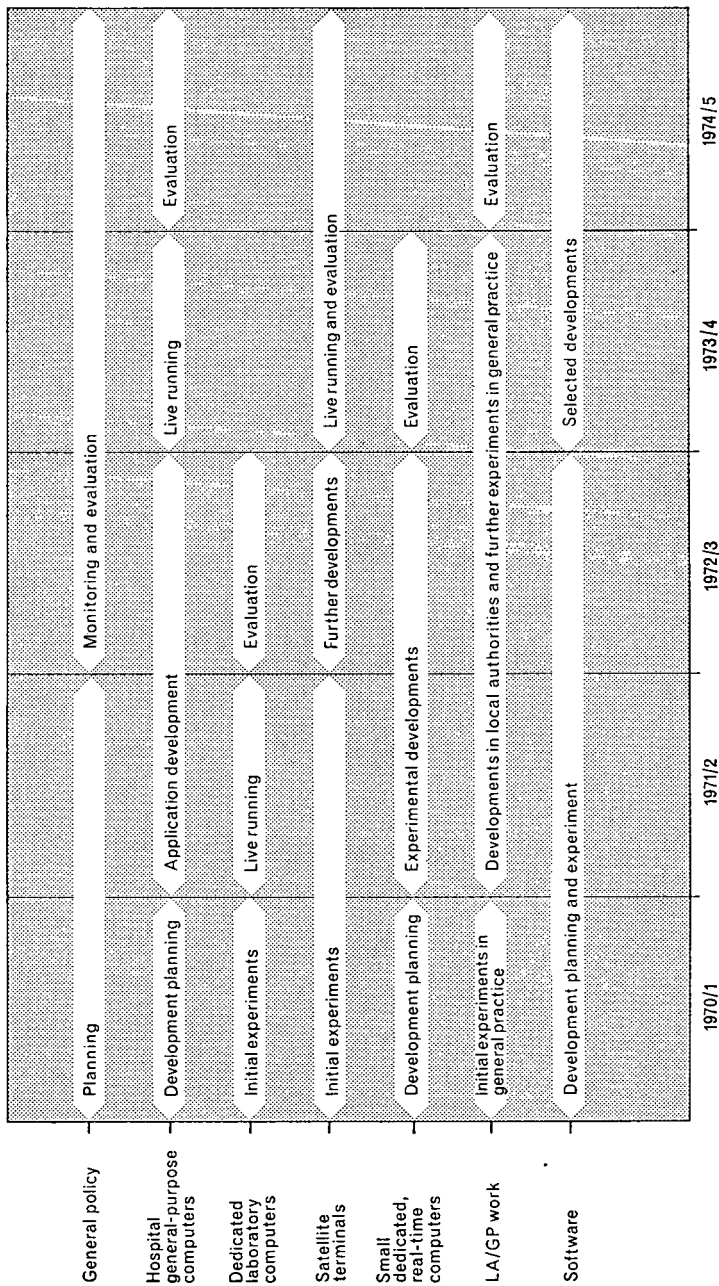 General policy
Planning
Monitoring and evaluation
Hospital
general-purpose
computers
Development planning
Application development
Live running
Evaluation
Dedicated
laboratory
computers
Initial experiments
Live running
Evaluation
Satellite
terminals
Initial experiments
Further developments
Live running and evaluation
Small
dedicated,
real-time
computers
Development planning
Experimental developments
Evaluation
LA/GP work
Initial experiments in
general practice
Developments in local authorities and further experiments in general practice
Evaluation
Software
Development planning and experiment
Selected developments
1970/1
1971/2
1972/3
1973/4
1974/5